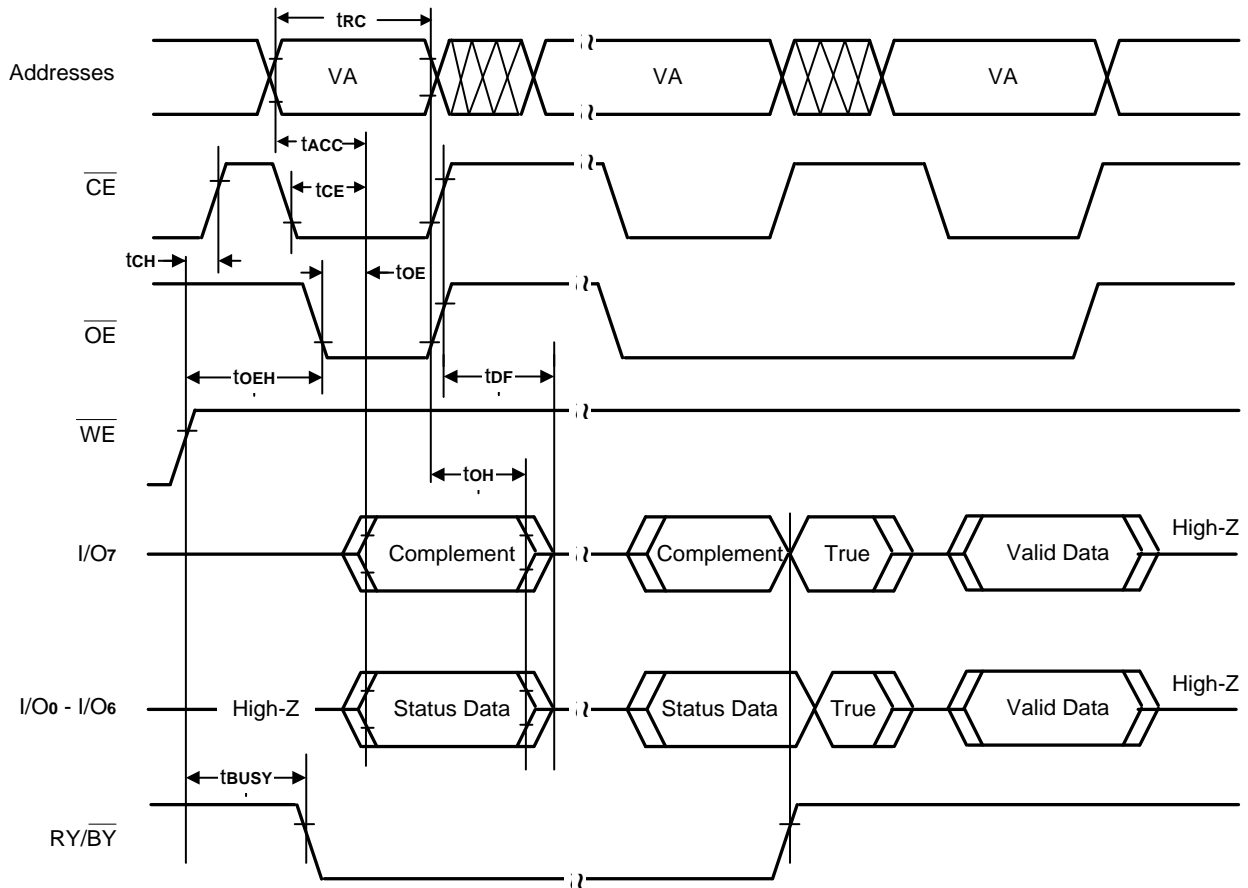 tRC
Addresses
VA
VA
VA
tACC
CE
tCE
tCH
tOE
OE
tOEH
tDF
WE
tOH
I/O7
Complement
Complement
True
Valid Data
High-Z
I/O0 - I/O6
High-Z
Status Data
Status Data
True
Valid Data
High-Z
tBUSY
RY/BY